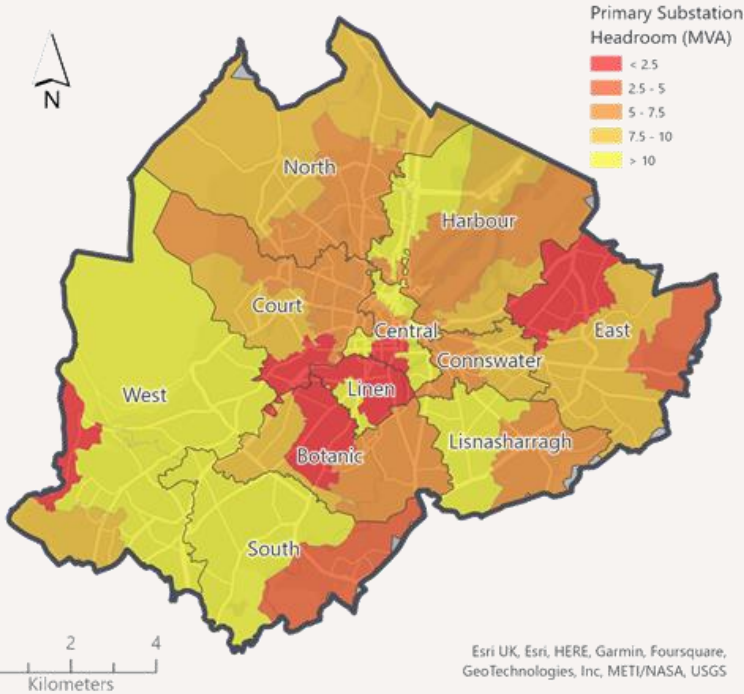 Primary Substation
Headroom (MVA)
< 2.5
2.5 - 5
5 - 7.5
7.5 - 10
> 10
N
North
Harbour
Court
Central
East
Connswater
West
Linen
Lisnasharragh
Botanic
South
2 4
Kilometers
Esri UK, Esri, HERE, Garmin, Foursquare,
GeoTechnologies, Inc, METI/NASA, USGS